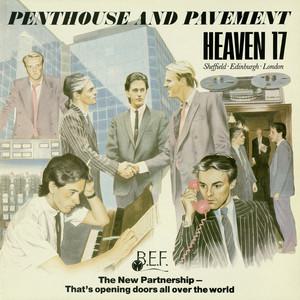 PENTHOUSE AND PAVEMENT
HEAVEN 17
Sheffield · Edinburgh · London
B.E.F.
The New Partnership –
That's opening doors all over the world